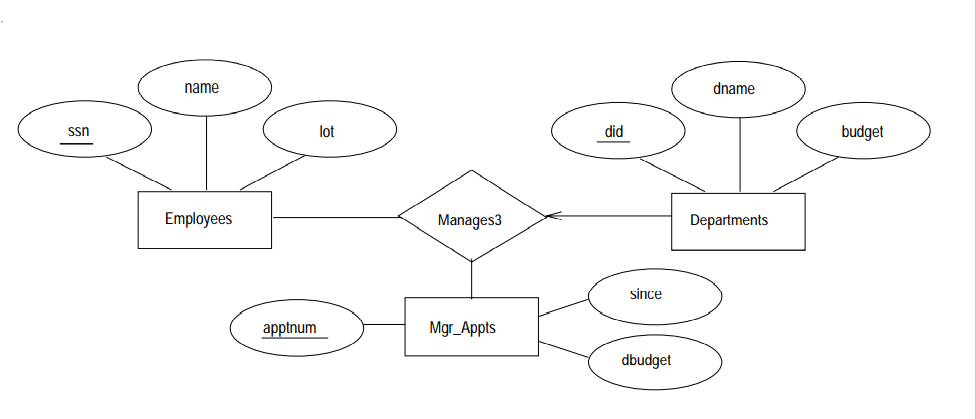 name
ssn
lot
dname
did
budget
Employees
Manages3
Departments
since
apptnum
Mgr_Appts
dbudget